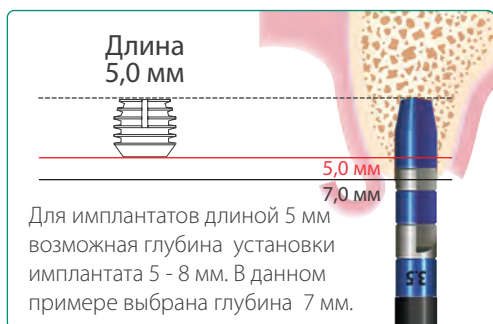 Длина
5,0 мм
5,0 мм
7,0 мм
Для имплантатов длиной 5 мм
возможная глубина установки
имплантата 5 - 8 мм. В данном
примере выбрана глубина 7 мм.
3.5